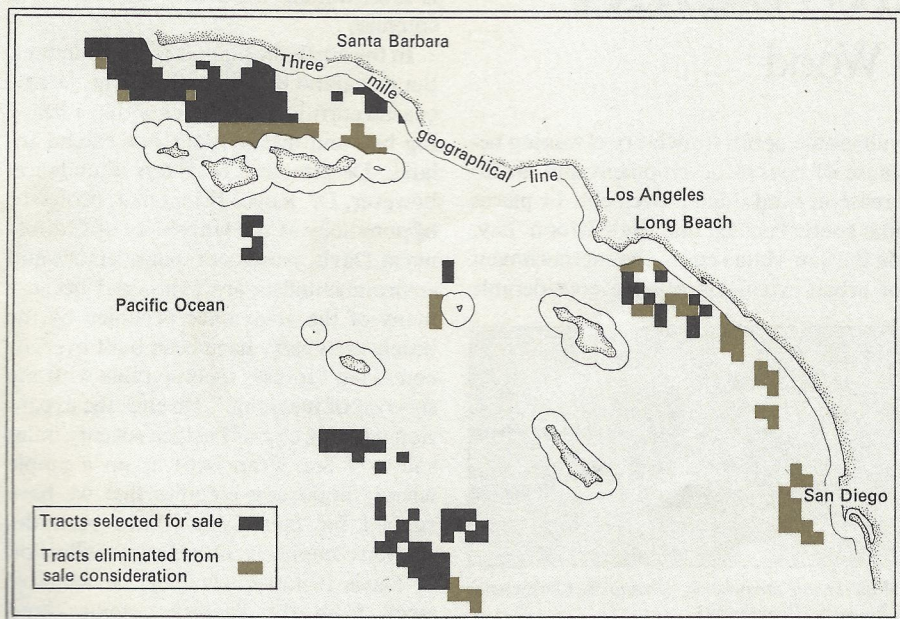 Santa Barbara
Three mile geographical line
Los Angeles
Long Beach
Pacific Ocean
San Diego
Tracts selected for sale
Tracts eliminated from
sale consideration